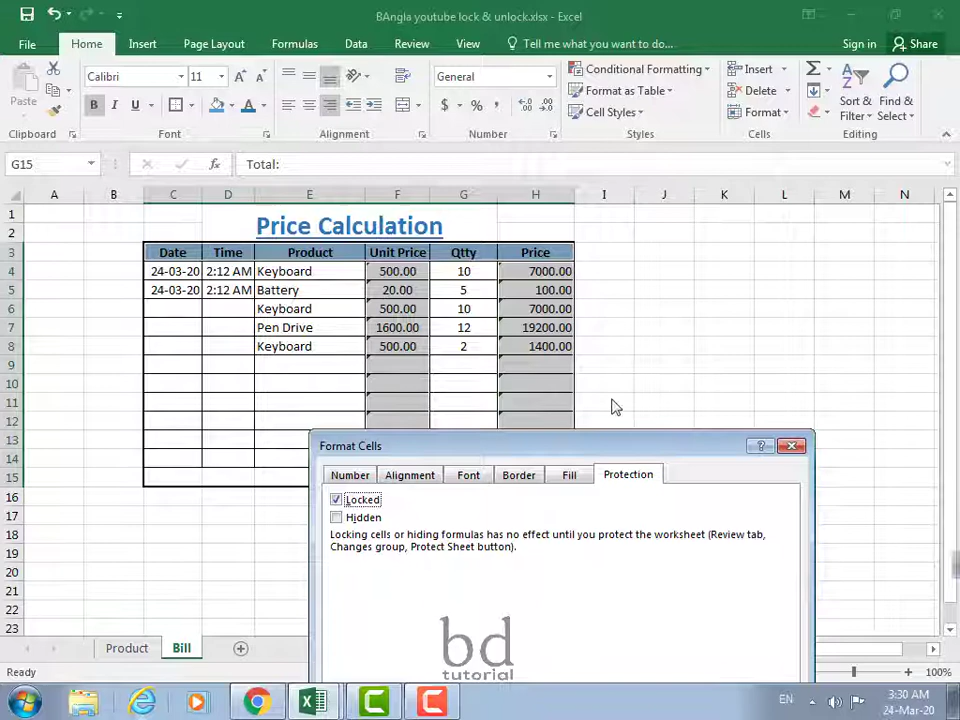 BAngla youtube lock & unlock.xlsx - Excel
File Home Insert Page Layout Formulas Data Review View Tell me what you want to do... Sign in Share
Paste Calibri 11 General Conditional Formatting Insert
Format as Table Delete Sort & Find &
B I U $ % Cell Styles Format Filter Select
Clipboard Font Alignment Number Styles Cells Editing
G15 fx Total:
A B C D E F G H I J K L M N
1 Price Calculation
2
3 Date Time Product Unit Price Qtty Price
4 24-03-20 2:12 AM Keyboard 500.00 10 7000.00
5 24-03-20 2:12 AM Battery 20.00 5 100.00
6 Keyboard 500.00 10 7000.00
7 Pen Drive 1600.00 12 19200.00
8 Keyboard 500.00 2 1400.00
9
10
11
12
13
14
15
16
17
18
19
20
21
22
23
Format Cells
Number Alignment Font Border Fill Protection
Locked
Hidden
Locking cells or hiding formulas has no effect until you protect the worksheet (Review tab,
Changes group, Protect Sheet button).
bd
tutorial
Product Bill
Ready 100%
EN 3:30 AM
24-Mar-20